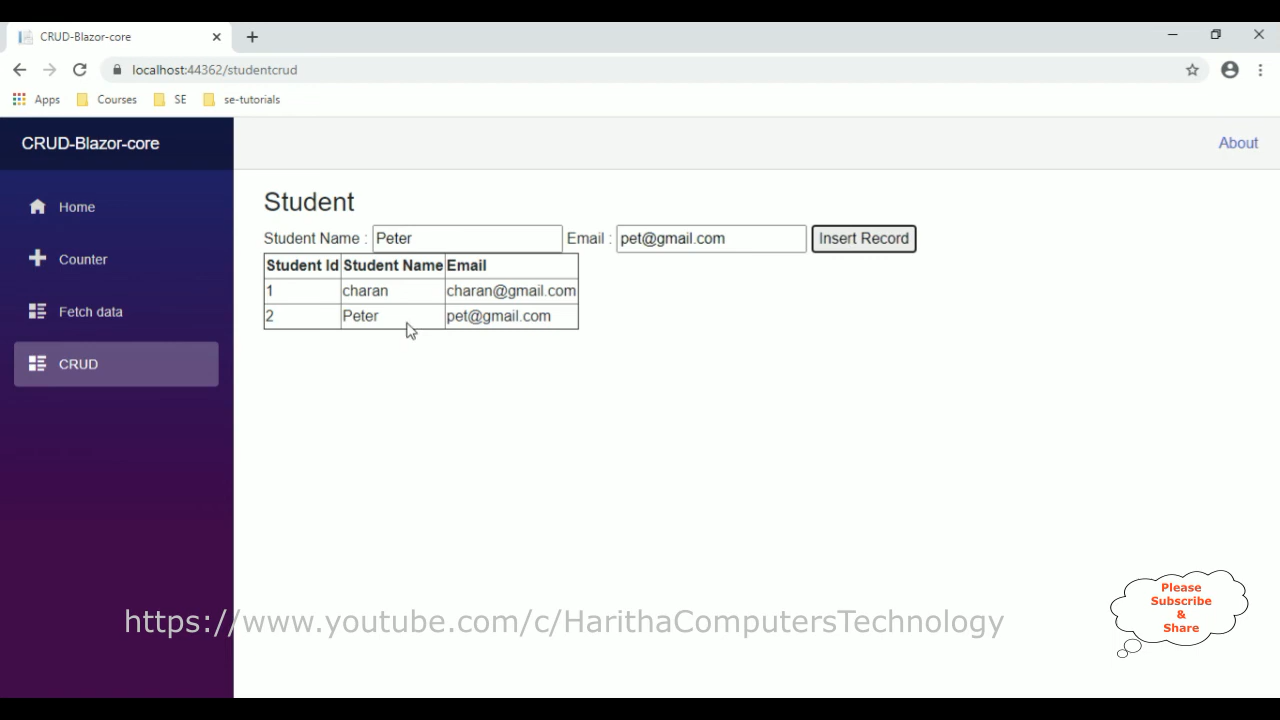 CRUD-Blazor-core
localhost:44362/studentcrud
Apps Courses SE se-tutorials
CRUD-Blazor-core
About
Home
Counter
Fetch data
CRUD
Student
Student Name : Peter Email : pet@gmail.com Insert Record
Student Id Student Name Email
1 charan charan@gmail.com
2 Peter pet@gmail.com
https://www.youtube.com/c/HarithaComputersTechnology
Please
Subscribe
&
Share